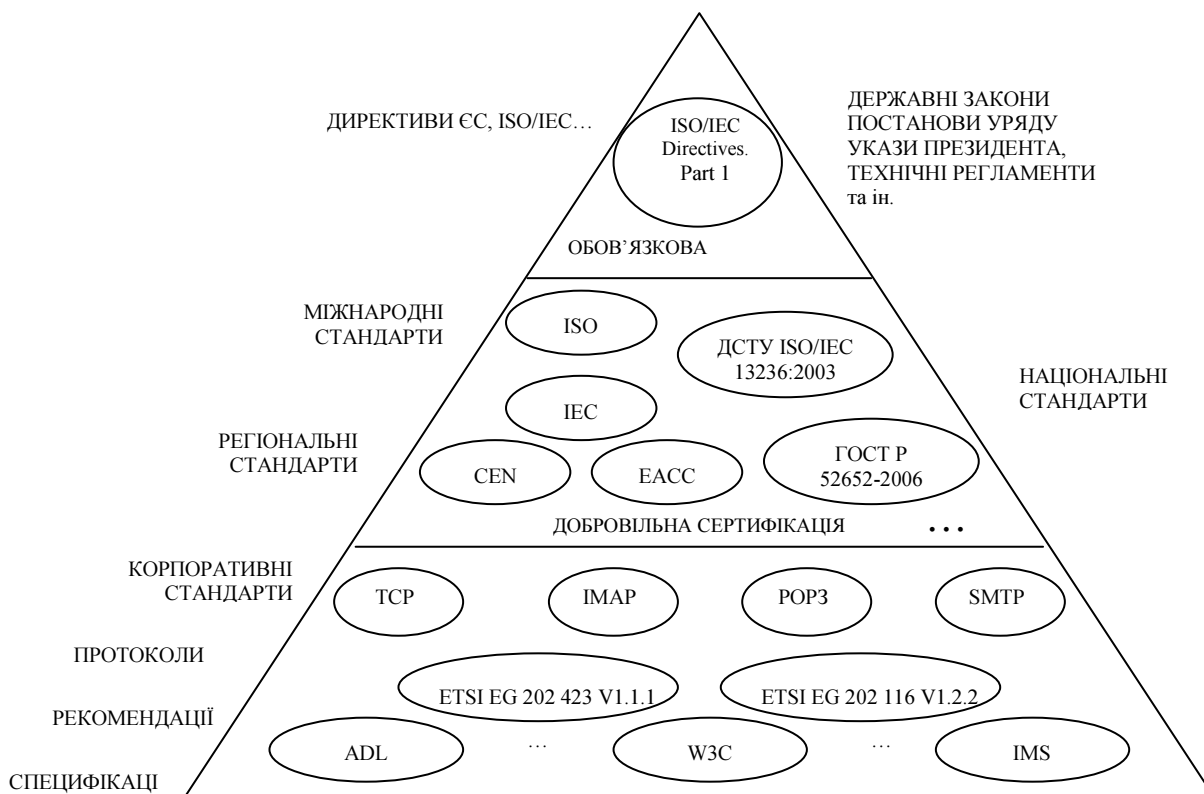 ДИРЕКТИВИ ЄС, ISO/IEC…
ISO/IEC
Directives.
Part 1
ДЕРЖАВНІ ЗАКОНИ
ПОСТАНОВИ УРЯДУ
УКАЗИ ПРЕЗИДЕНТА,
ТЕХНІЧНІ РЕГЛАМЕНТИ
та ін.
ОБОВ’ЯЗКОВА
МІЖНАРОДНІ
СТАНДАРТИ
ISO
ДСТУ ISO/IEC
13236:2003
НАЦІОНАЛЬНІ
СТАНДАРТИ
IEC
РЕГІОНАЛЬНІ
СТАНДАРТИ
CEN
ЕАСС
ГОСТ Р
52652-2006
ДОБРОВІЛЬНА СЕРТИФІКАЦІЯ
...
КОРПОРАТИВНІ
СТАНДАРТИ
TCP
IMAP
POP3
SMTP
ПРОТОКОЛИ
ETSI EG 202 423 V1.1.1
ETSI EG 202 116 V1.2.2
РЕКОМЕНДАЦІЇ
ADL
…
W3C
…
IMS
СПЕЦИФІКАЦІ